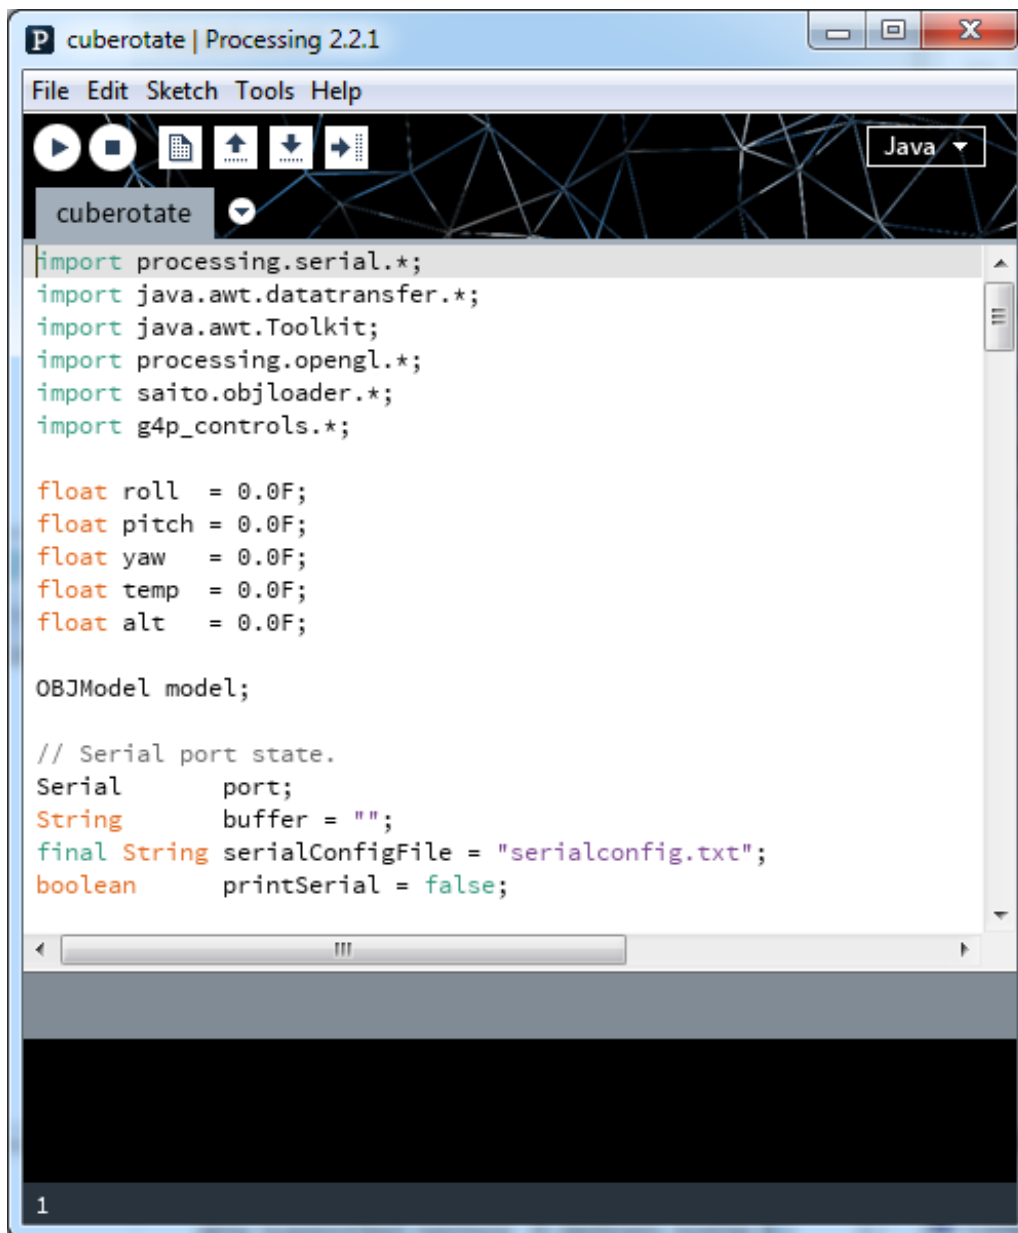 cuberotate | Processing 2.2.1
File Edit Sketch Tools Help
Java
cuberotate
import processing.serial.*;
import java.awt.datatransfer.*;
import java.awt.Toolkit;
import processing.opengl.*;
import saito.objloader.*;
import g4p_controls.*;
float roll  = 0.0F;
float pitch = 0.0F;
float yaw   = 0.0F;
float temp  = 0.0F;
float alt   = 0.0F;
OBJModel model;
// Serial port state.
Serial       port;
String       buffer = "";
final String serialConfigFile = "serialconfig.txt";
boolean      printSerial = false;
1